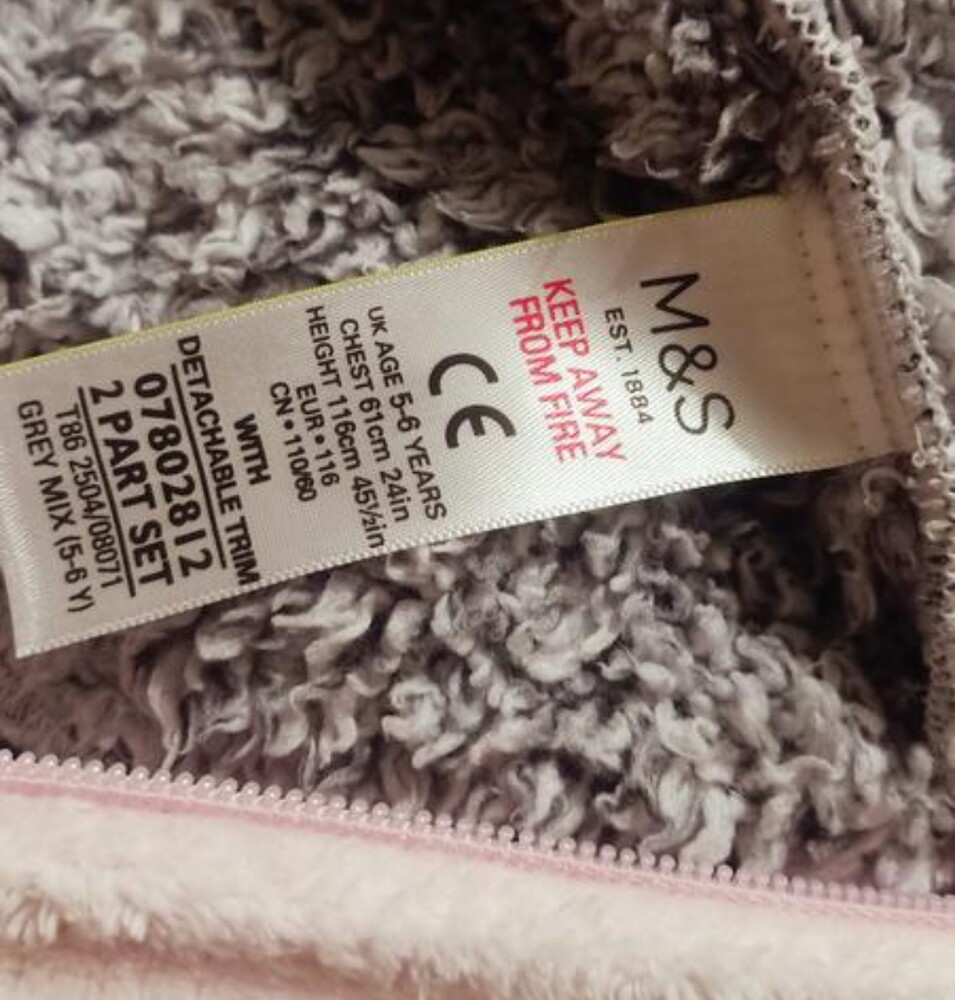 M&S
EST. 1884
KEEP AWAY
FROM FIRE
CE
UK AGE 5-6 YEARS
CHEST 61cm 24in
HEIGHT 116cm 45½in
EUR • 116
CN • 110/60
WITH
DETACHABLE TRIM
07802812
2 PART SET
T86 2504/08071
GREY MIX (5-6 Y)